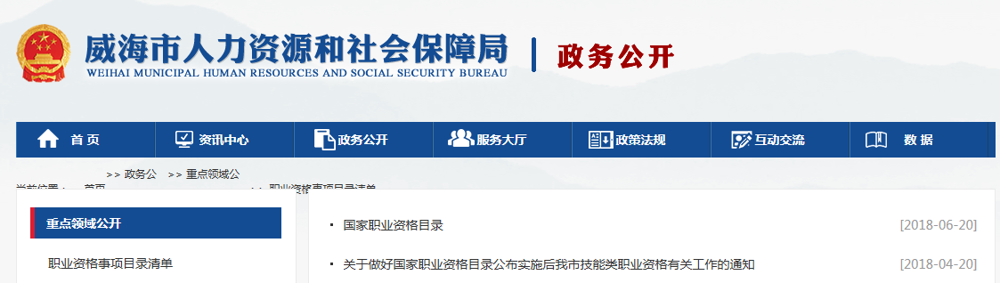 威海市人力资源和社会保障局
政务公开
WEIHAI MUNICIPAL HUMAN RESOURCES AND SOCIAL SECURITY BUREAU
首 页 资讯中心 政务公开 服务大厅 政策法规 互动交流 数 据
>> 政务公 >> 重点领域公
当前位置: 首页 >> 职业资格事项目录清单
重点领域公开
职业资格事项目录清单
国家职业资格目录 [2018-06-20]
关于做好国家职业资格目录公布实施后我市技能类职业资格有关工作的通知 [2018-04-20]